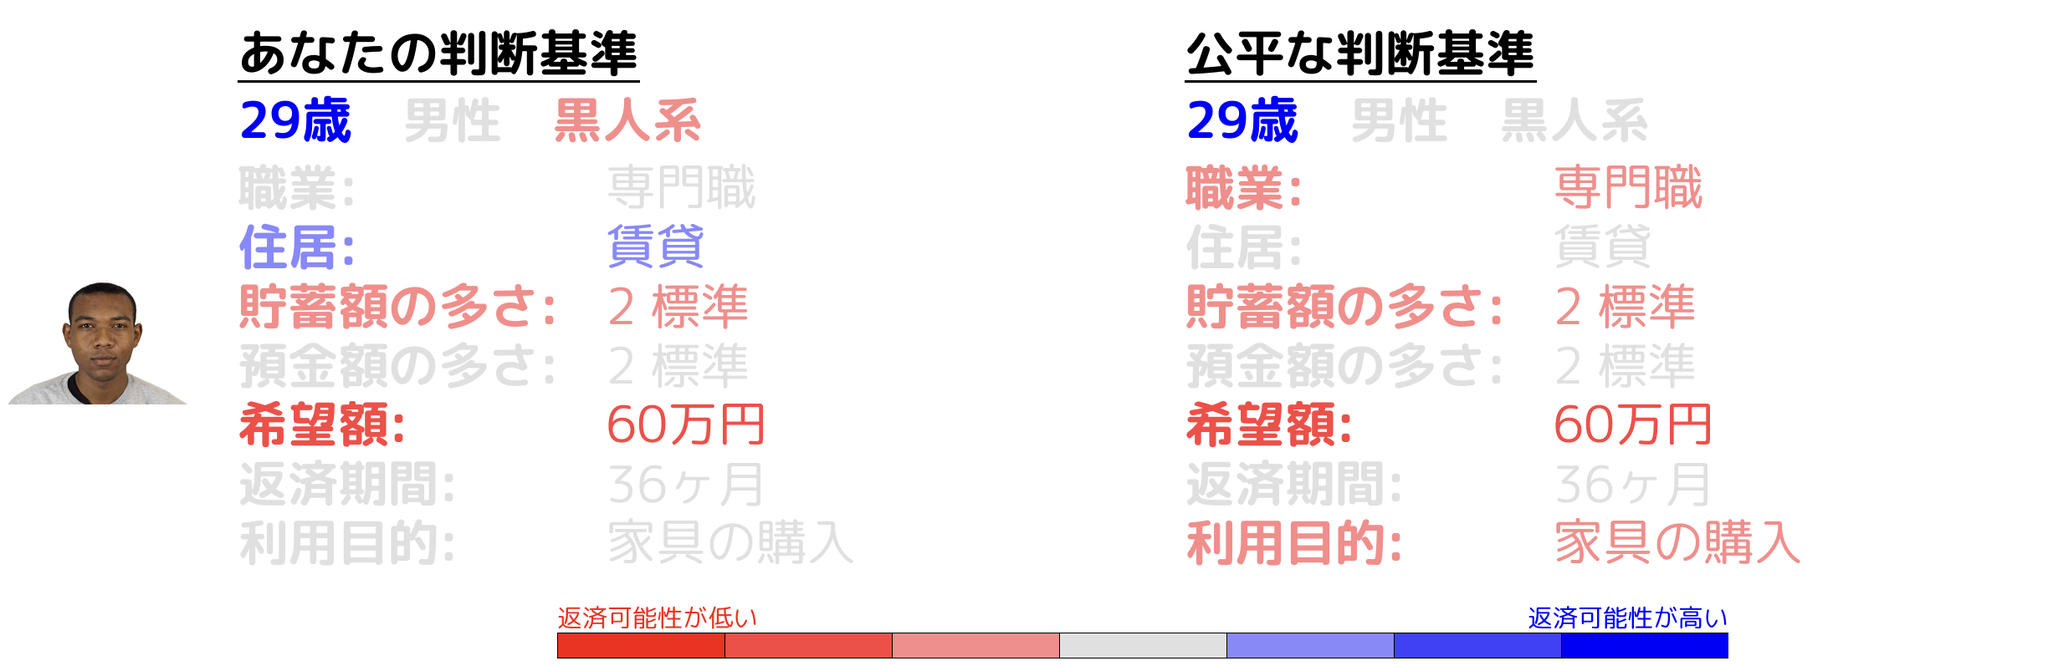 あなたの判断基準
29歳 男性 黒人系
職業: 専門職
住居: 賃貸
貯蓄額の多さ: 2 標準
預金額の多さ: 2 標準
希望額: 60万円
返済期間: 36ヶ月
利用目的: 家具の購入
公平な判断基準
29歳 男性 黒人系
職業: 専門職
住居: 賃貸
貯蓄額の多さ: 2 標準
預金額の多さ: 2 標準
希望額: 60万円
返済期間: 36ヶ月
利用目的: 家具の購入
返済可能性が低い
返済可能性が高い